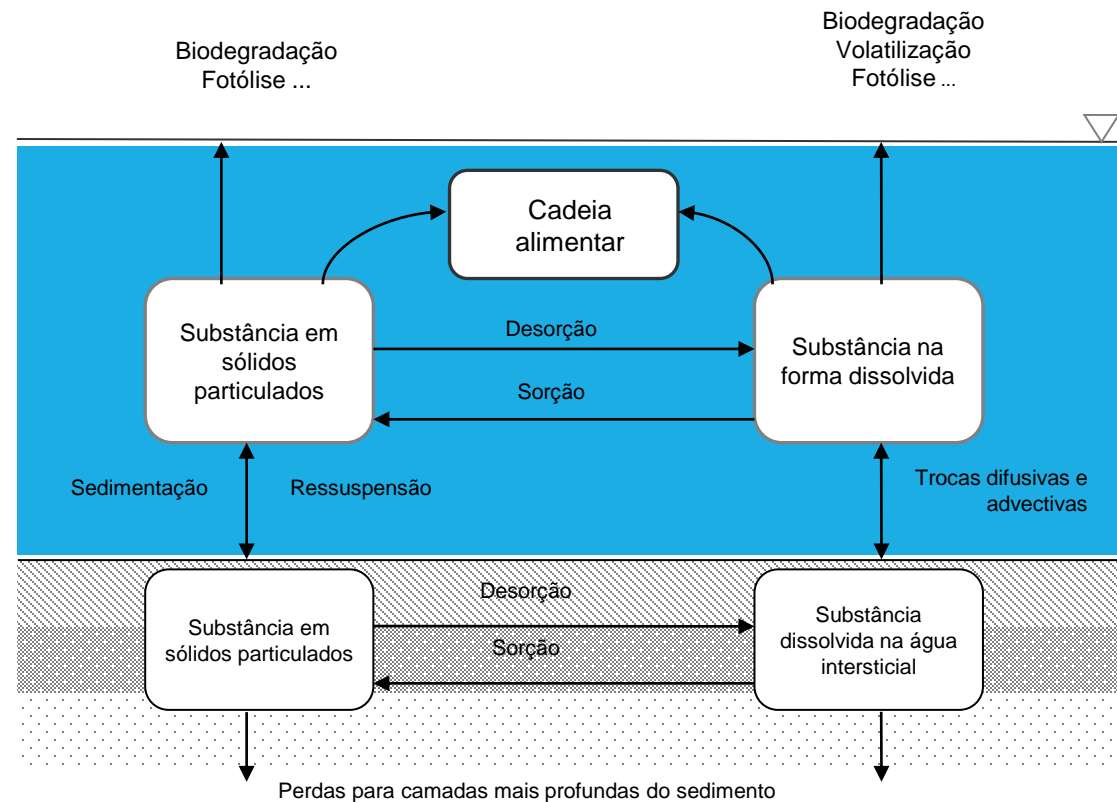 Biodegradação
Fotólise ...
Biodegradação
Volatilização
Fotólise ...
Cadeia
alimentar
Substância em
sólidos
particulados
Desorção
Sorção
Substância na
forma dissolvida
Sedimentação
Ressuspensão
Trocas difusivas e
advectivas
Substância em
sólidos particulados
Desorção
Sorção
Substância
dissolvida na água
intersticial
Perdas para camadas mais profundas do sedimento